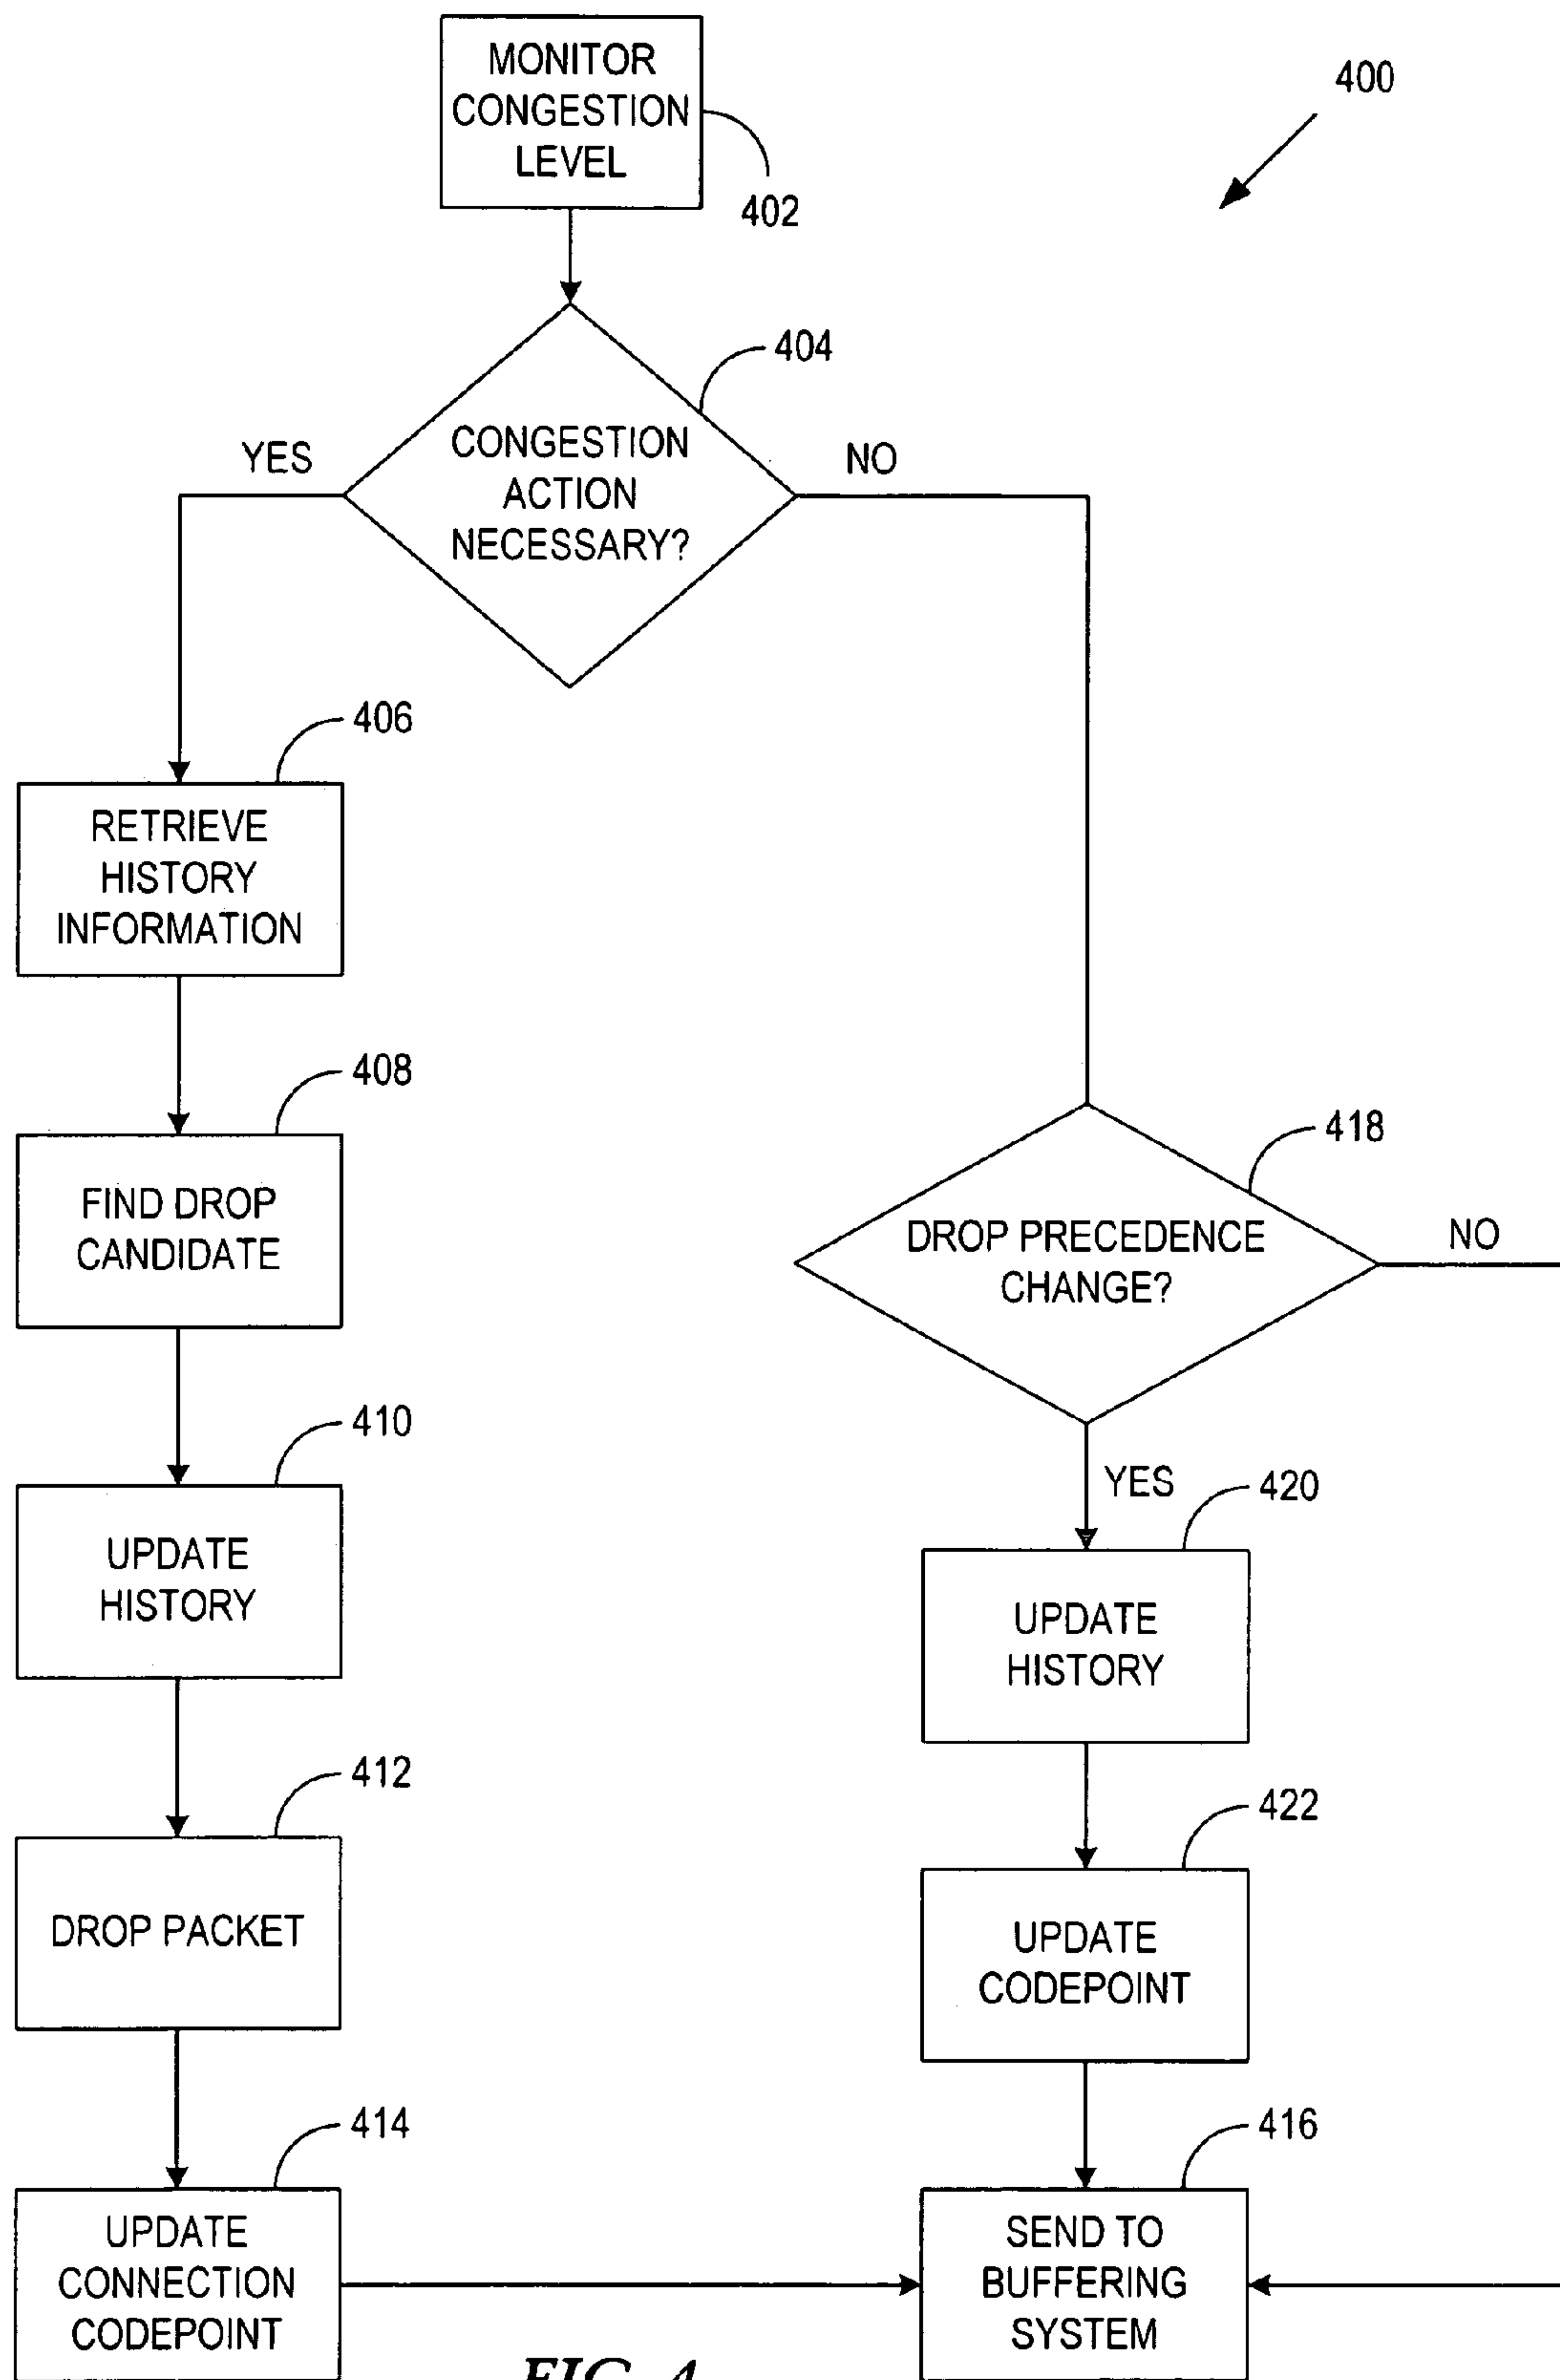 MONITOR
CONGESTION
LEVEL
402
400
404
CONGESTION
ACTION
NECESSARY?
YES
NO
406
RETRIEVE
HISTORY
INFORMATION
408
FIND DROP
CANDIDATE
418
DROP PRECEDENCE
CHANGE?
NO
YES
410
UPDATE
HISTORY
420
UPDATE
HISTORY
412
DROP PACKET
422
UPDATE
CODEPOINT
414
UPDATE
CONNECTION
CODEPOINT
416
SEND TO
BUFFERING
SYSTEM
FIG. 4